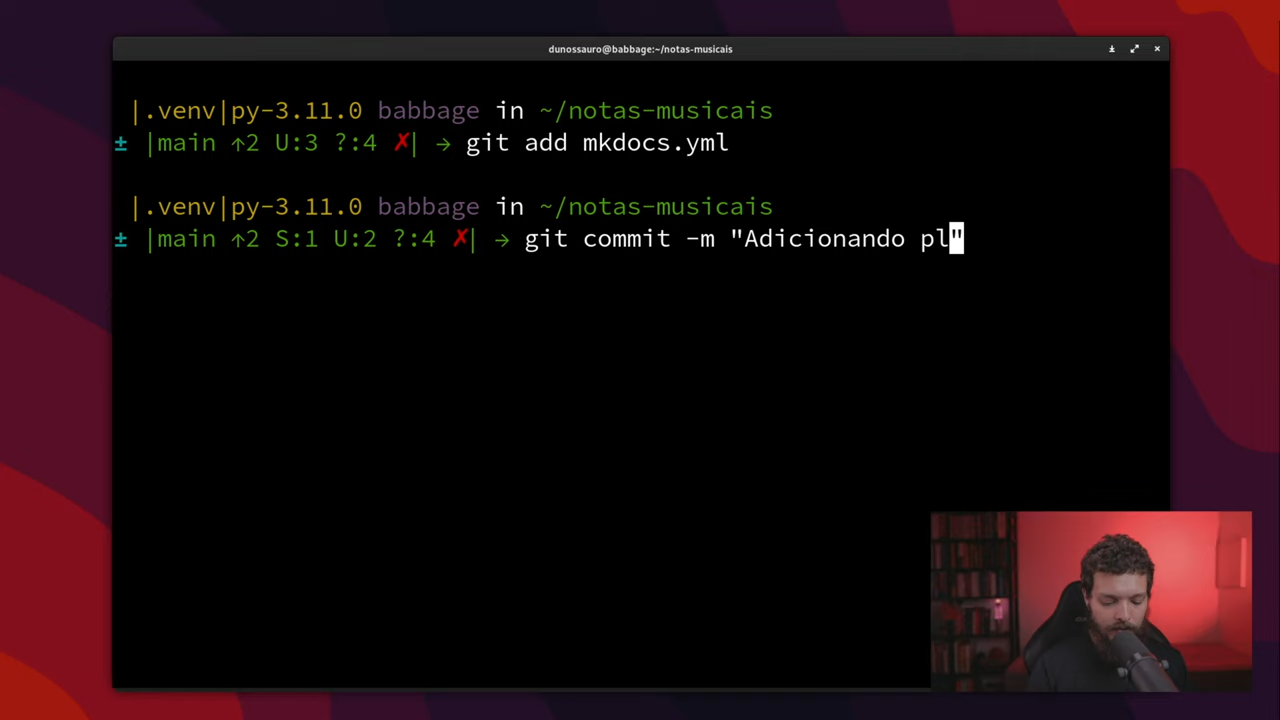 dunossauro@babbage:~/notas-musicais
|.venv|py-3.11.0 babbage in ~/notas-musicais
± |main ↑2 U:3 ?:4 ✗| → git add mkdocs.yml
|.venv|py-3.11.0 babbage in ~/notas-musicais
± |main ↑2 S:1 U:2 ?:4 ✗| → git commit -m "Adicionando pl"